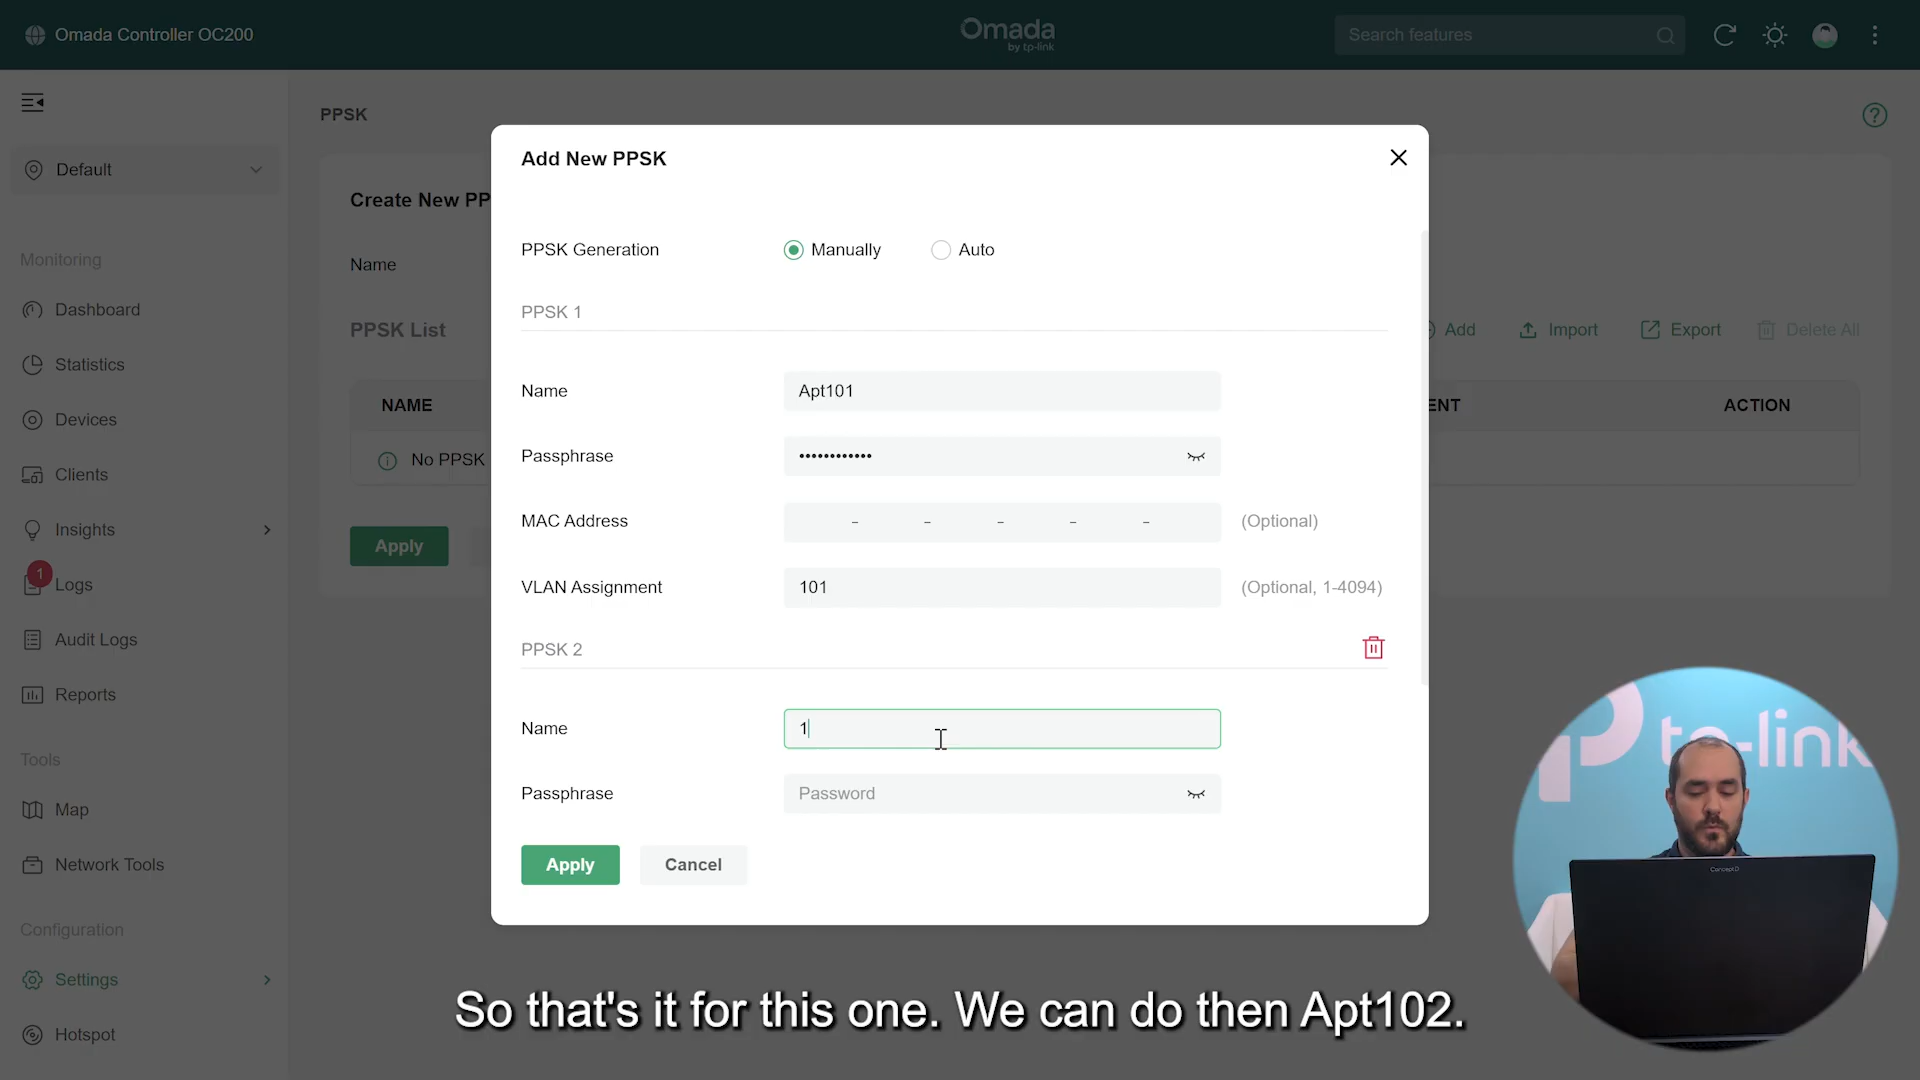 Omada Controller OC200
Omada
by tp-link
Search features
Default
Monitoring
Dashboard
Statistics
Devices
Clients
Insights
1
Logs
Audit Logs
Reports
Tools
Map
Network Tools
Configuration
Settings
Hotspot
PPSK
Create New PP
Name
PPSK List
Add
Import
Export
Delete All
NAME
ENT
ACTION
No PPSK
Apply
Add New PPSK
PPSK Generation
Manually
Auto
PPSK 1
Name
Apt101
Passphrase
••••••••••••
MAC Address
- - - - -
(Optional)
VLAN Assignment
101
(Optional, 1-4094)
PPSK 2
Name
1
Passphrase
Password
Apply
Cancel
ConceptD
So that's it for this one. We can do then Apt102.